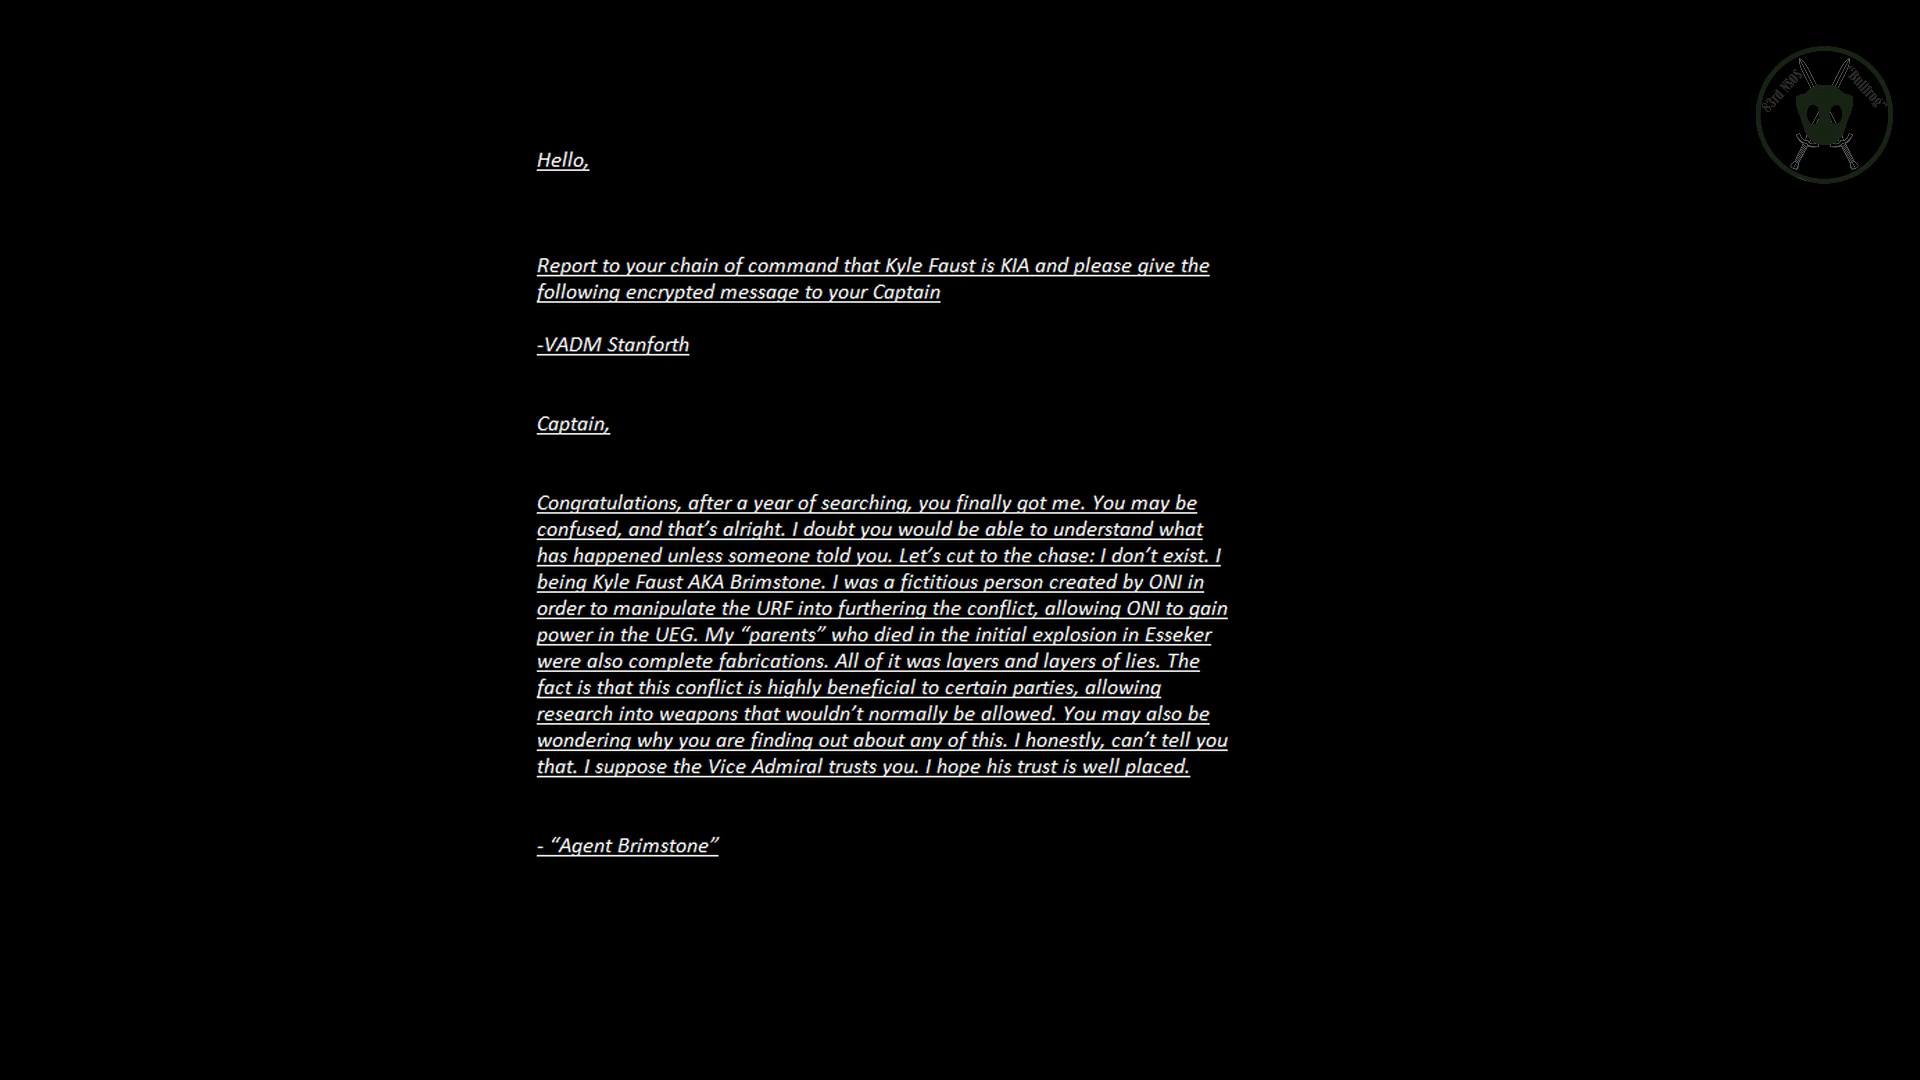 83rd NSOS "Bullfrog"
Hello,
Report to your chain of command that Kyle Faust is KIA and please give the
following encrypted message to your Captain
-VADM Stanforth
Captain,
Congratulations, after a year of searching, you finally got me. You may be
confused, and that’s alright. I doubt you would be able to understand what
has happened unless someone told you. Let’s cut to the chase: I don’t exist. I
being Kyle Faust AKA Brimstone. I was a fictitious person created by ONI in
order to manipulate the URF into furthering the conflict, allowing ONI to gain
power in the UEG. My “parents” who died in the initial explosion in Esseker
were also complete fabrications. All of it was layers and layers of lies. The
fact is that this conflict is highly beneficial to certain parties, allowing
research into weapons that wouldn’t normally be allowed. You may also be
wondering why you are finding out about any of this. I honestly, can’t tell you
that. I suppose the Vice Admiral trusts you. I hope his trust is well placed.
- “Agent Brimstone”